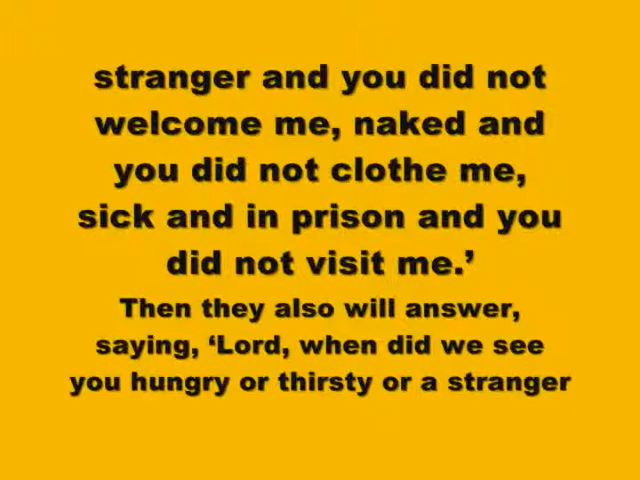 stranger and you did not
welcome me, naked and
you did not clothe me,
sick and in prison and you
did not visit me.’
Then they also will answer,
saying, ‘Lord, when did we see
you hungry or thirsty or a stranger